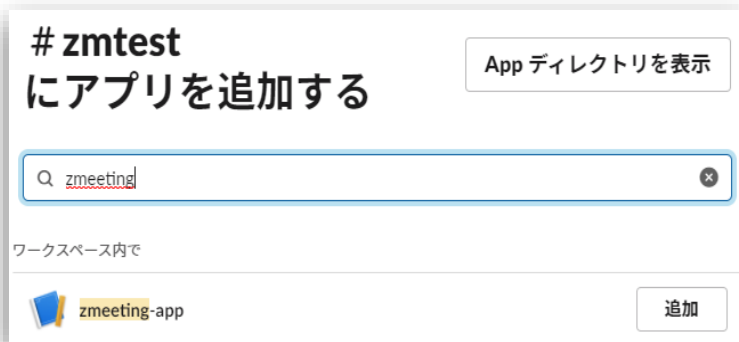 #zmtest
にアプリを追加する
App ディレクトリを表示
zmeeting
ワークスペース内で
zmeeting-app
追加